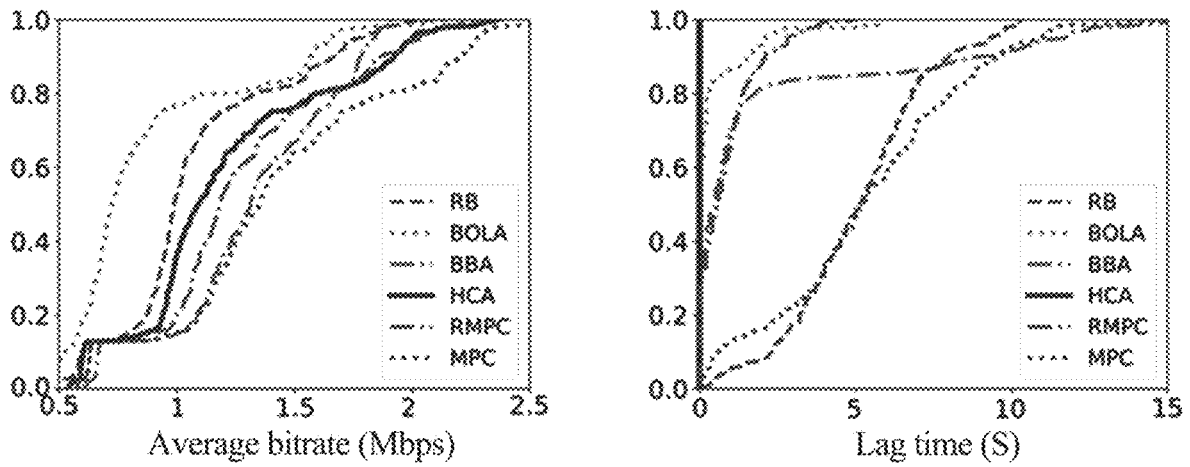 1.0
0.8
0.6
0.4
0.2
0.0
0.5
1
1.5
2
2.5
Average bitrate (Mbps)
RB
BOLA
BBA
HCA
RMPC
MPC
1.0
0.8
0.6
0.4
0.2
0.0
0
5
10
15
Lag time (S)
RB
BOLA
BBA
HCA
RMPC
MPC